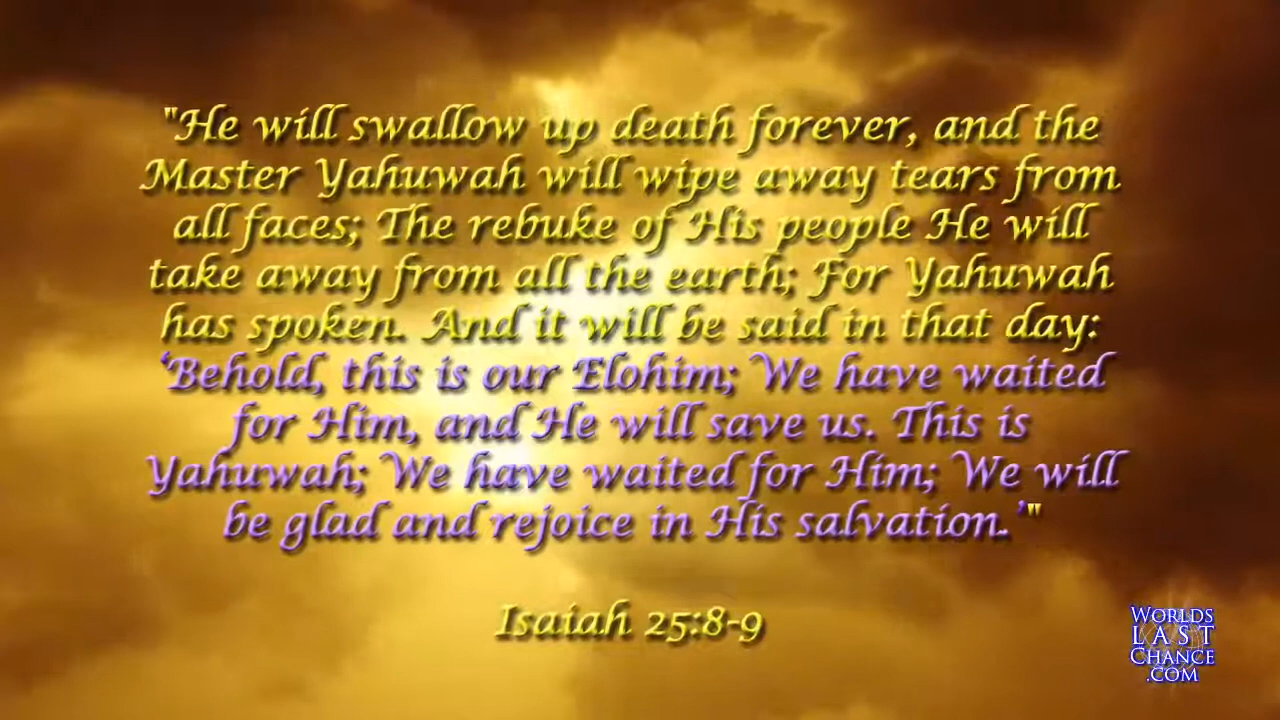 "He will swallow up death forever, and the
Master Yahuwah will wipe away tears from
all faces; The rebuke of His people He will
take away from all the earth; For Yahuwah
has spoken. And it will be said in that day:
‘Behold, this is our Elohim; We have waited
for Him, and He will save us. This is
Yahuwah; We have waited for Him; We will
be glad and rejoice in His salvation.’"
Isaiah 25:8-9
WORLDS
LAST
CHANCE
.COM